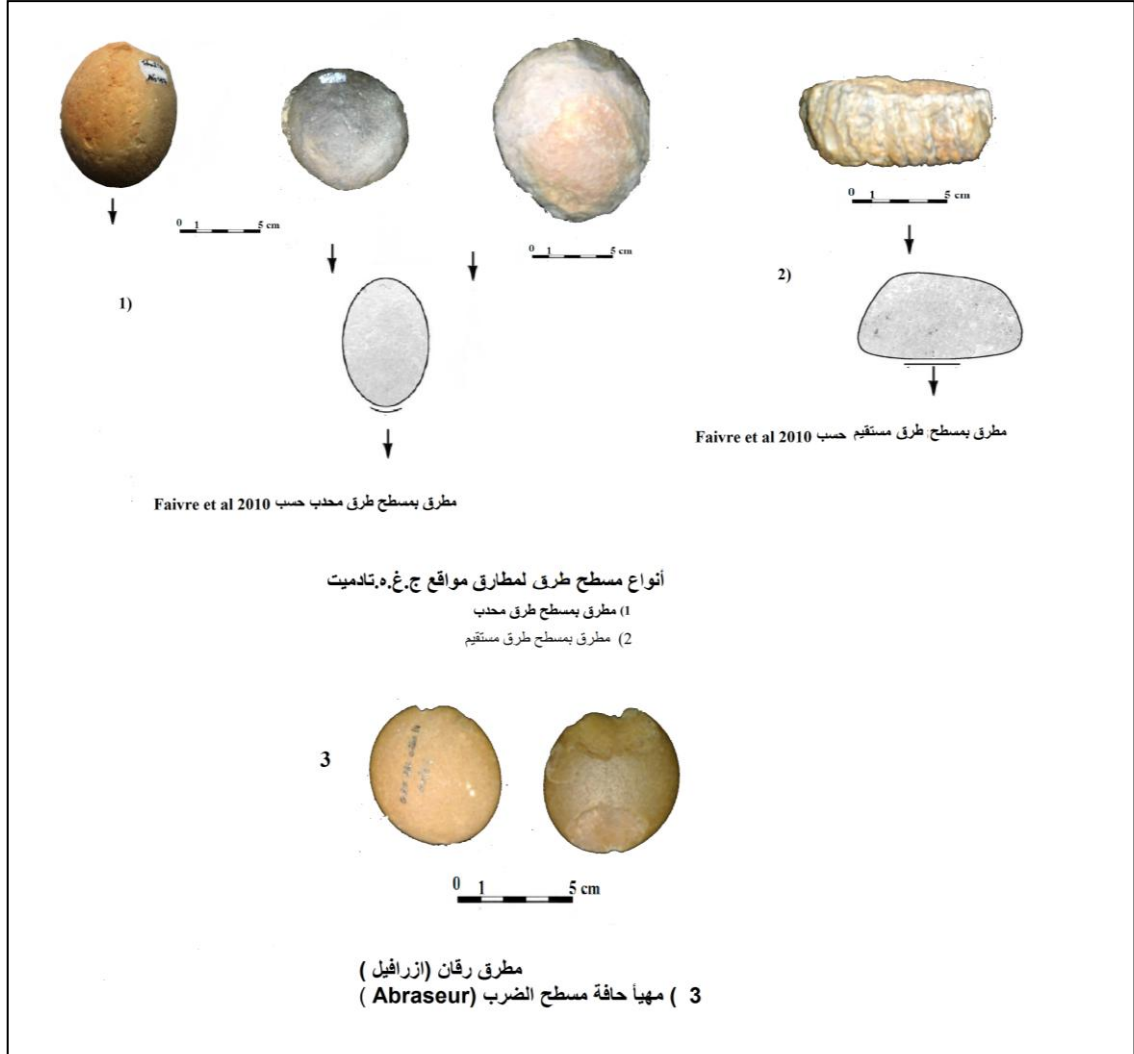 0 1 5 cm
0 1 5 cm
0 1 5 cm
1)
2)
مطرق بمسطح طرق مستقيم حسب Faivre et al 2010
مطرق بمسطح طرق محدب حسب Faivre et al 2010
أنواع مسطح طرق لمطارق مواقع ج.غ.ه.تادميت
1) مطرق بمسطح طرق محدب
2) مطرق بمسطح طرق مستقيم
3
0 1 5 cm
مطرق رقان (ازرافيل)
3 ) مهيأ حافة مسطح الضرب (Abraseur)